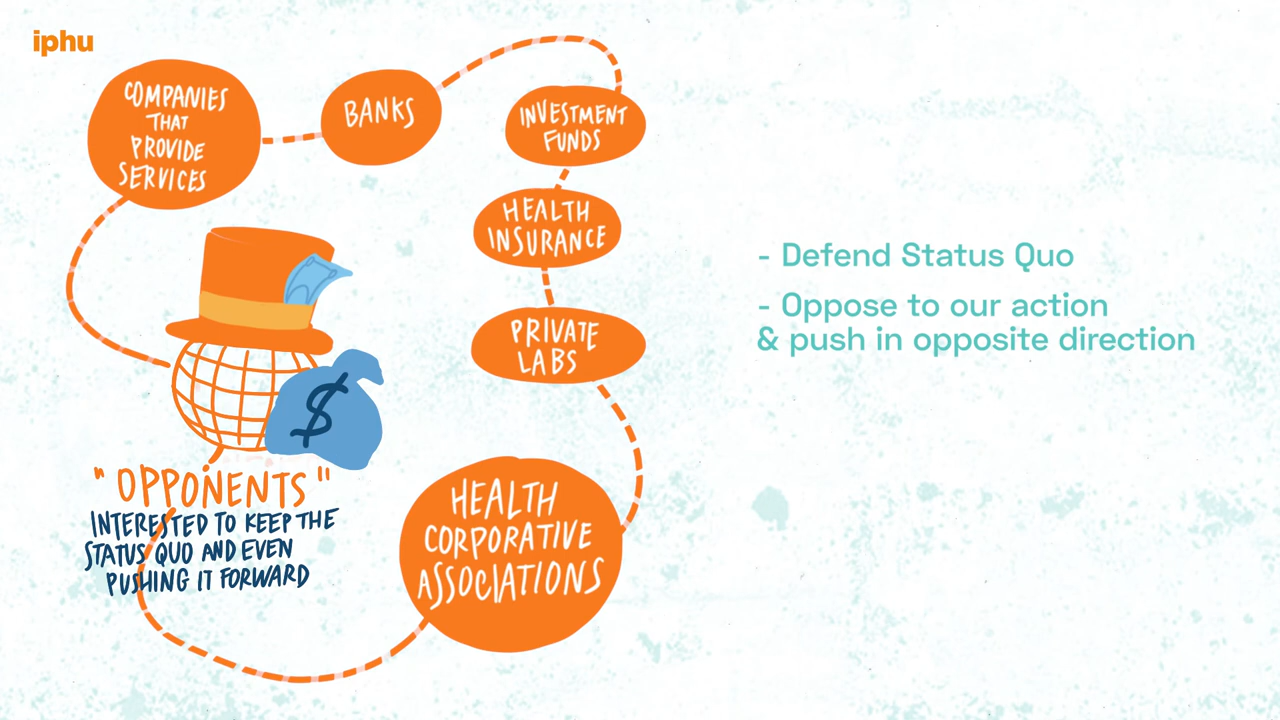 iphu
COMPANIES
THAT
PROVIDE
SERVICES
BANKS
INVESTMENT
FUNDS
HEALTH
INSURANCE
PRIVATE
LABS
HEALTH
CORPORATIVE
ASSOCIATIONS
$
"OPPONENTS"
INTERESTED TO KEEP THE
STATUS QUO AND EVEN
PUSHING IT FORWARD
- Defend Status Quo
- Oppose to our action
& push in opposite direction